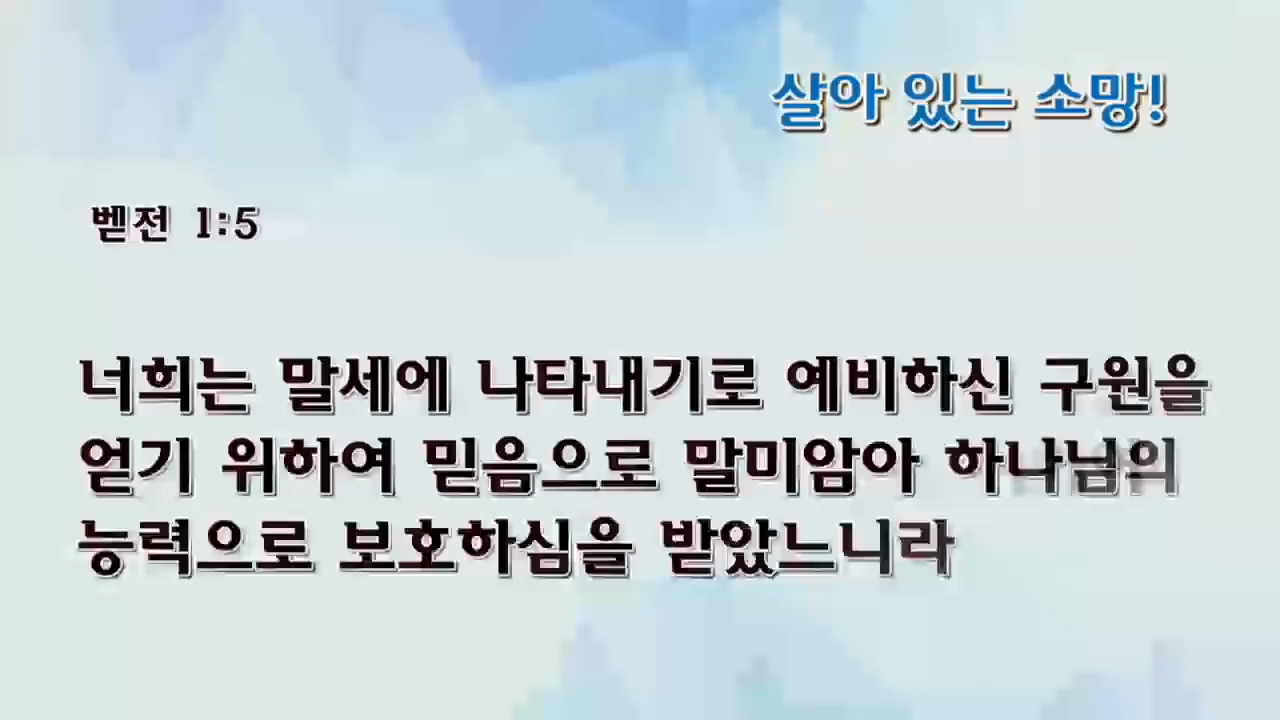 살아 있는 소망!
벧전 1:5
너희는 말세에 나타내기로 예비하신 구원을
얻기 위하여 믿음으로 말미암아 하나님의
능력으로 보호하심을 받았느니라